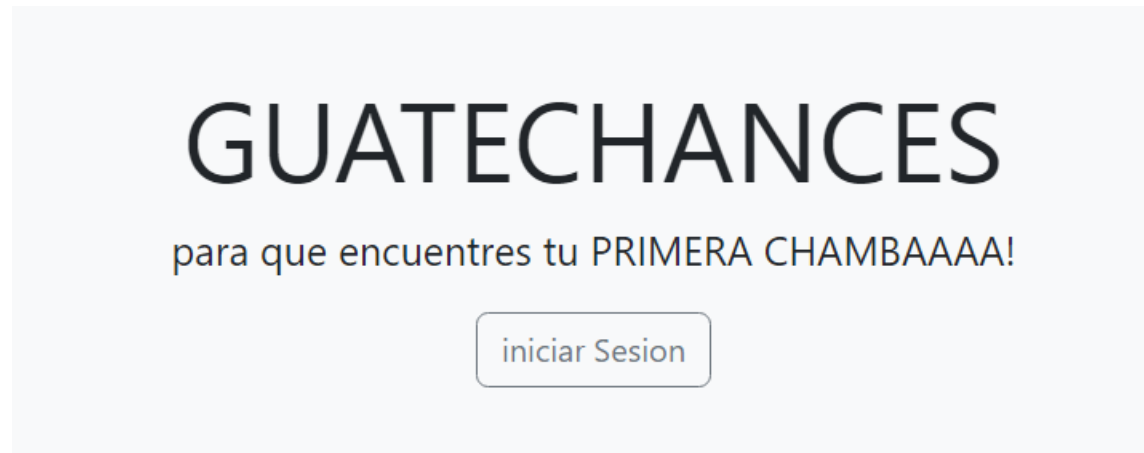 GUATECHANCES
para que encuentres tu PRIMERA CHAMBAAAA!
iniciar Sesion